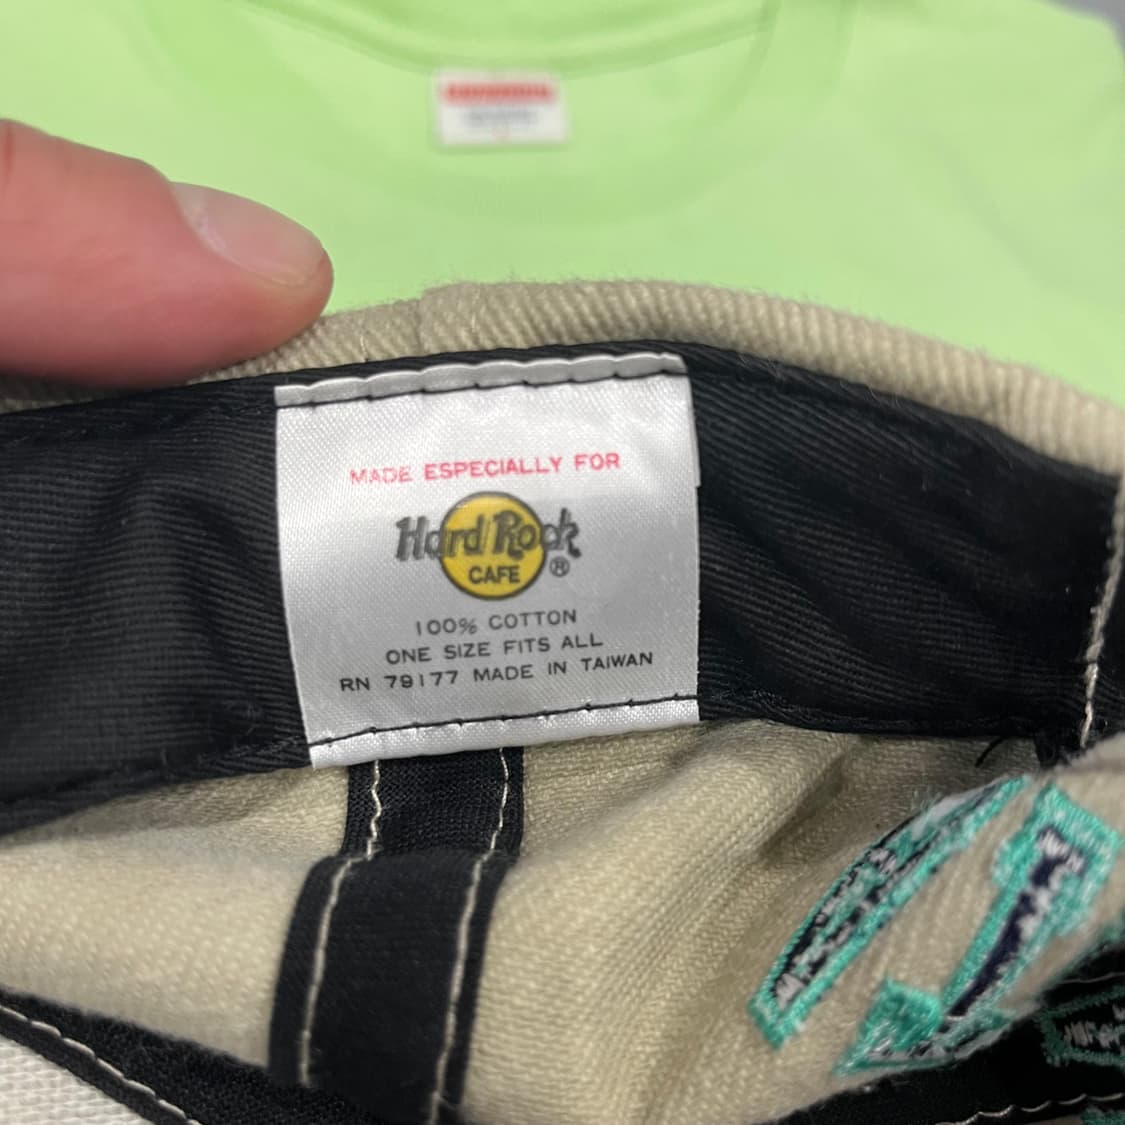 MADE ESPECIALLY FOR
Hard Rock
CAFE ®
100% COTTON
ONE SIZE FITS ALL
RN 79177 MADE IN TAIWAN